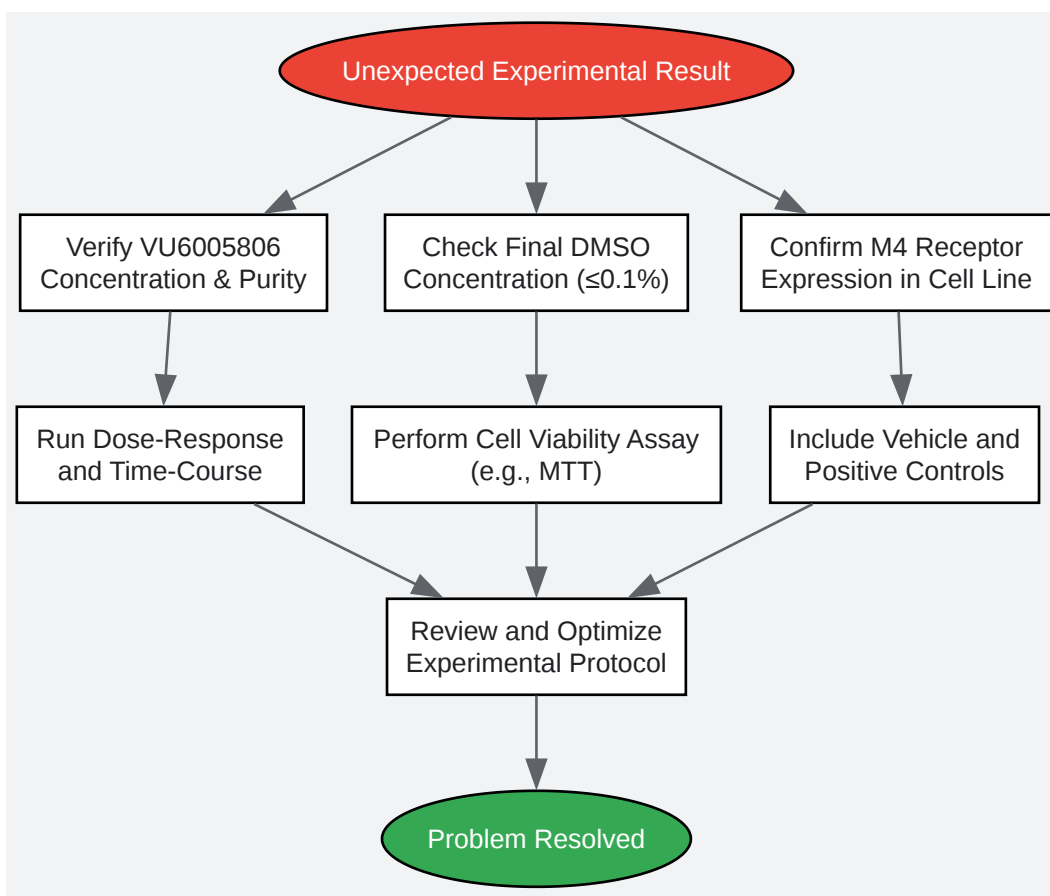 Unexpected Experimental Result
Verify VU6005806
Concentration & Purity
Check Final DMSO
Concentration (≤0.1%)
Confirm M4 Receptor
Expression in Cell Line
Run Dose-Response
and Time-Course
Perform Cell Viability Assay
(e.g., MTT)
Include Vehicle and
Positive Controls
Review and Optimize
Experimental Protocol
Problem Resolved